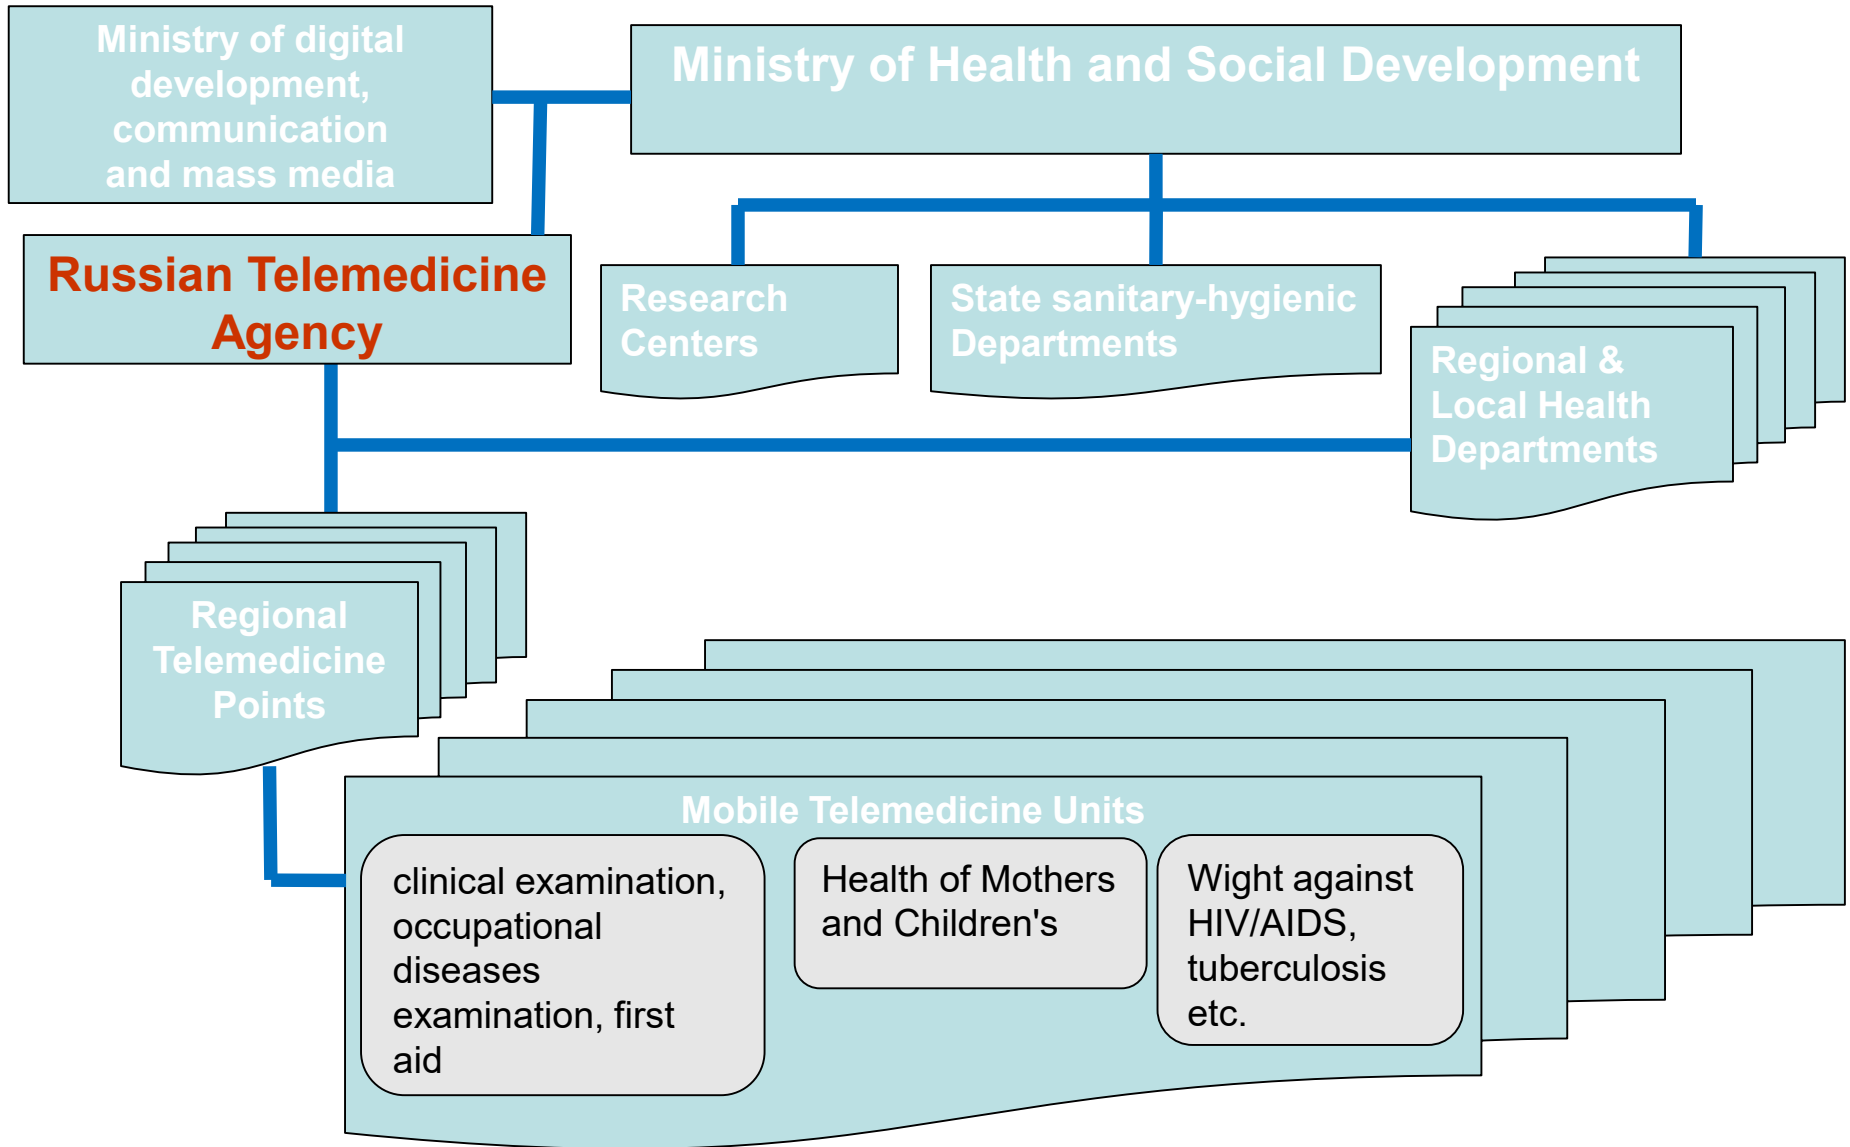 Ministry of digital
development,
communication
and mass media
Ministry of Health and Social Development
Russian Telemedicine
Agency
Research
Centers
State sanitary-hygienic
Departments
Regional &
Local Health
Departments
Regional
Telemedicine
Points
Mobile Telemedicine Units
clinical examination,
occupational
diseases
examination, first
aid
Health of Mothers
and Children's
Wight against
HIV/AIDS,
tuberculosis
etc.